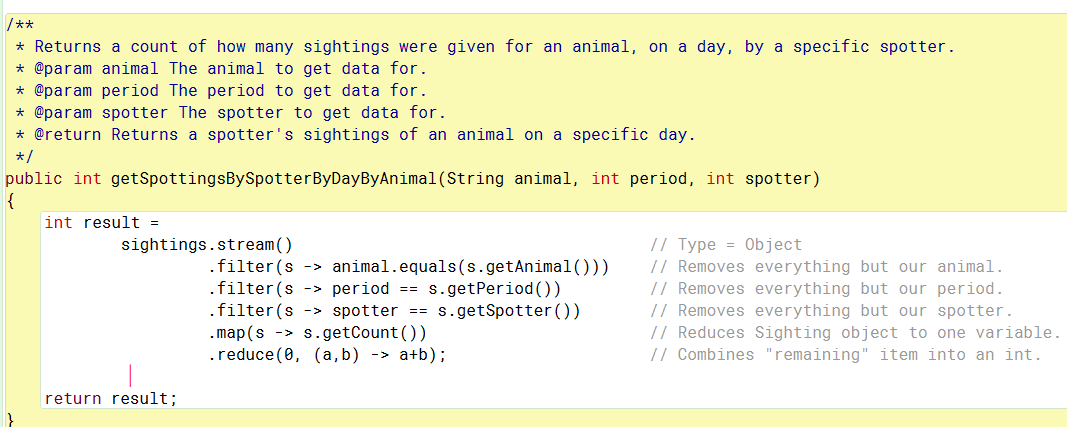 /**
 * Returns a count of how many sightings were given for an animal, on a day, by a specific spotter.
 * @param animal The animal to get data for.
 * @param period The period to get data for.
 * @param spotter The spotter to get data for.
 * @return Returns a spotter's sightings of an animal on a specific day.
 */
public int getSpottingsBySpotterByDayByAnimal(String animal, int period, int spotter)
{
    int result =
            sightings.stream()                                     // Type = Object
                     .filter(s -> animal.equals(s.getAnimal()))    // Removes everything but our animal.
                     .filter(s -> period == s.getPeriod())         // Removes everything but our period.
                     .filter(s -> spotter == s.getSpotter())       // Removes everything but our spotter.
                     .map(s -> s.getCount())                       // Reduces Sighting object to one variable.
                     .reduce(0, (a,b) -> a+b);                     // Combines "remaining" item into an int.
    return result;
}